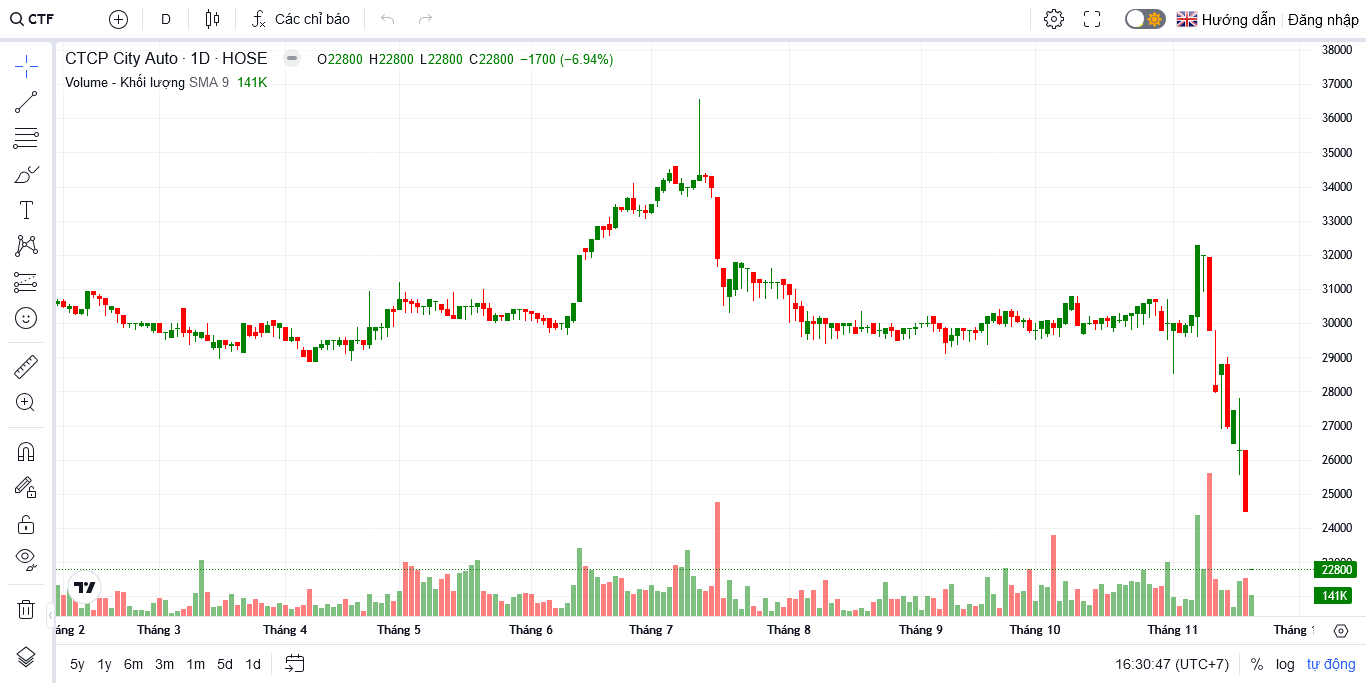 CTF D Các chỉ báo Hướng dẫn Đăng nhập
CTCP City Auto · 1D · HOSE O22800 H22800 L22800 C22800 −1700 (−6.94%)
Volume - Khối lượng SMA 9 141K
38000
37000
36000
35000
34000
33000
32000
31000
30000
29000
28000
27000
26000
25000
24000
22800
141K
Tháng 3 Tháng 4 Tháng 5 Tháng 6 Tháng 7 Tháng 8 Tháng 9 Tháng 10 Tháng 11
5y 1y 6m 3m 1m 5d 1d 16:30:47 (UTC+7) % log tự động